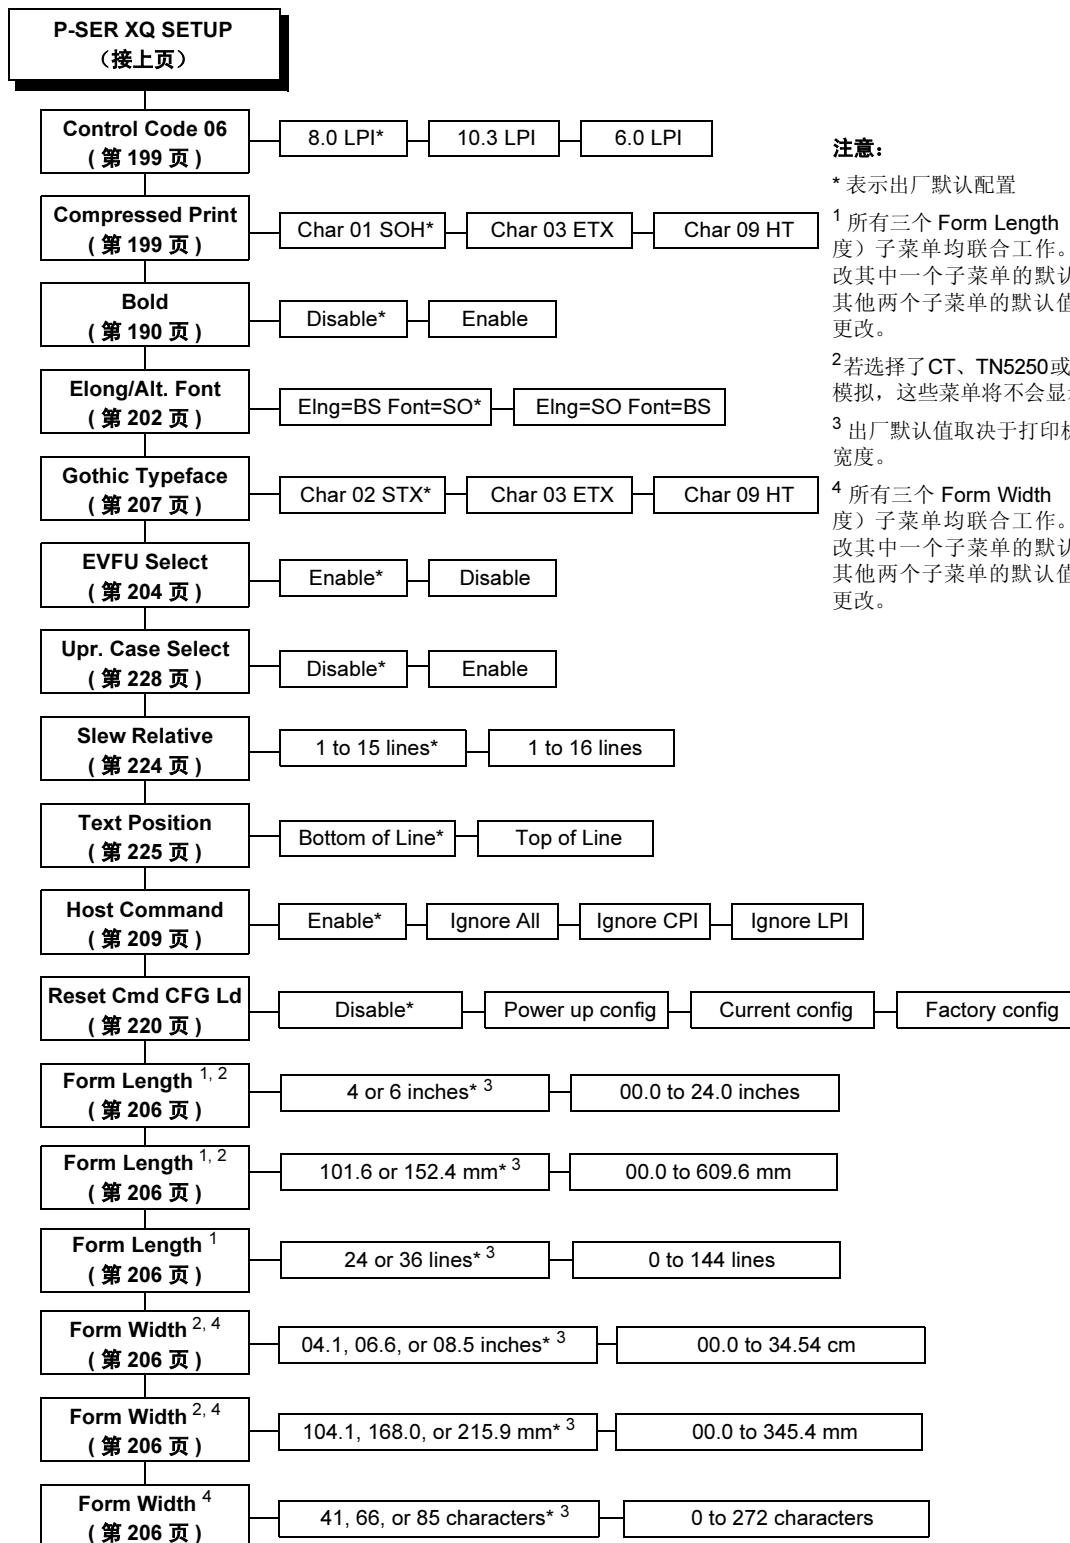 P-SER XQ SETUP
（接上页）
Control Code 06
( 第 199 页 )
8.0 LPI*
10.3 LPI
6.0 LPI
Compressed Print
( 第 199 页 )
Char 01 SOH*
Char 03 ETX
Char 09 HT
Bold
( 第 190 页 )
Disable*
Enable
Elong/Alt. Font
( 第 202 页 )
Elng=BS Font=SO*
Elng=SO Font=BS
Gothic Typeface
( 第 207 页 )
Char 02 STX*
Char 03 ETX
Char 09 HT
EVFU Select
( 第 204 页 )
Enable*
Disable
Upr. Case Select
( 第 228 页 )
Disable*
Enable
Slew Relative
( 第 224 页 )
1 to 15 lines*
1 to 16 lines
Text Position
( 第 225 页 )
Bottom of Line*
Top of Line
Host Command
( 第 209 页 )
Enable*
Ignore All
Ignore CPI
Ignore LPI
Reset Cmd CFG Ld
( 第 220 页 )
Disable*
Power up config
Current config
Factory config
Form Length 1, 2
( 第 206 页 )
4 or 6 inches* 3
00.0 to 24.0 inches
Form Length 1, 2
( 第 206 页 )
101.6 or 152.4 mm* 3
00.0 to 609.6 mm
Form Length 1
( 第 206 页 )
24 or 36 lines* 3
0 to 144 lines
Form Width 2, 4
( 第 206 页 )
04.1, 06.6, or 08.5 inches* 3
00.0 to 34.54 cm
Form Width 2, 4
( 第 206 页 )
104.1, 168.0, or 215.9 mm* 3
00.0 to 345.4 mm
Form Width 4
( 第 206 页 )
41, 66, or 85 characters* 3
0 to 272 characters
注意：
* 表示出厂默认配置
1 所有三个 Form Length
度）子菜单均联合工作。
改其中一个子菜单的默认
其他两个子菜单的默认值
更改。
2 若选择了CT、TN5250或
模拟，这些菜单将不会显
3 出厂默认值取决于打印
宽度。
4 所有三个 Form Width
度）子菜单均联合工作。
改其中一个子菜单的默认
其他两个子菜单的默认值
更改。